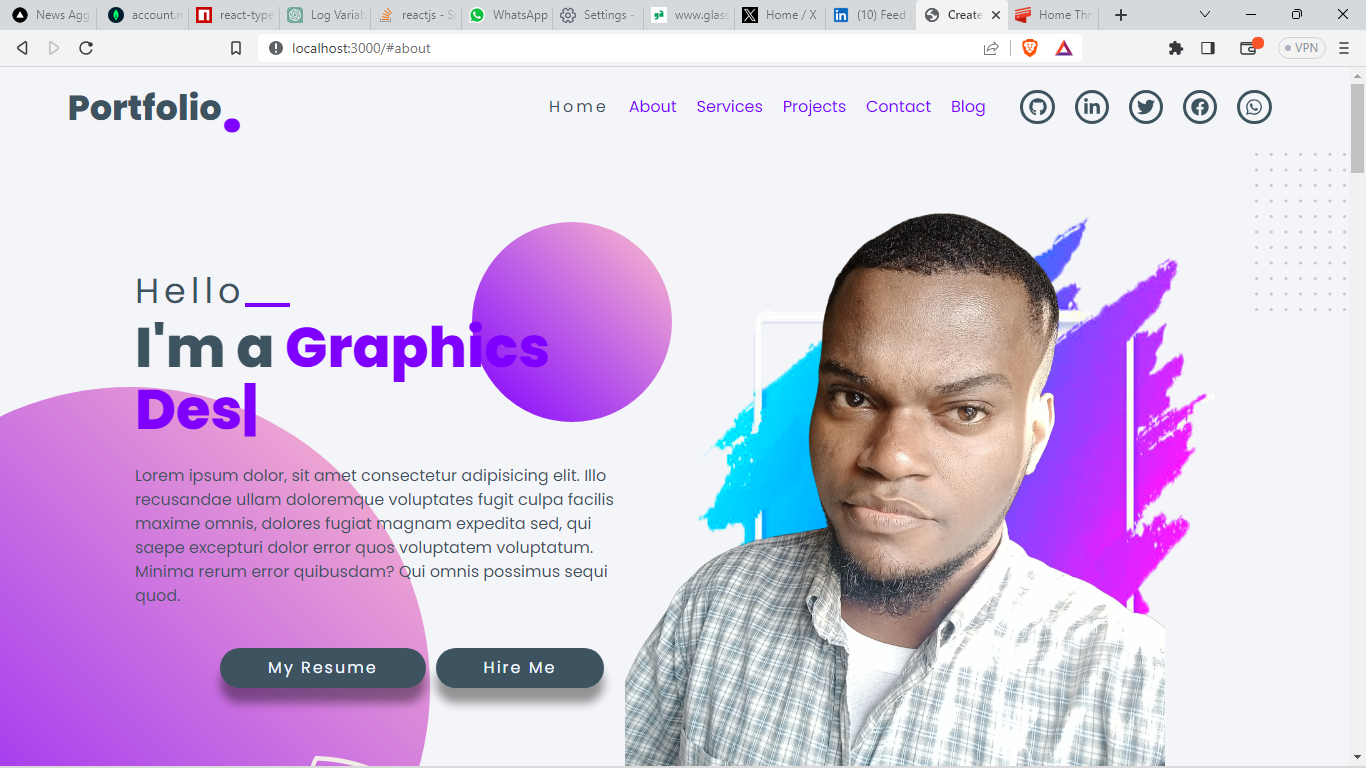 News Agg
account.
react-type
Log Variab
reactjs - S
WhatsApp
Settings -
www.glass
Home / X
(10) Feed
Create
Home Thr
localhost:3000/#about
VPN
Portfolio.
Home About Services Projects Contact Blog
Hello_
I'm a Graphics
Des|
Lorem ipsum dolor, sit amet consectetur adipisicing elit. Illo
recusandae ullam doloremque voluptates fugit culpa facilis
maxime omnis, dolores fugiat magnam expedita sed, qui
saepe excepturi dolor error quos voluptatem voluptatum.
Minima rerum error quibusdam? Qui omnis possimus sequi
quod.
My Resume
Hire Me